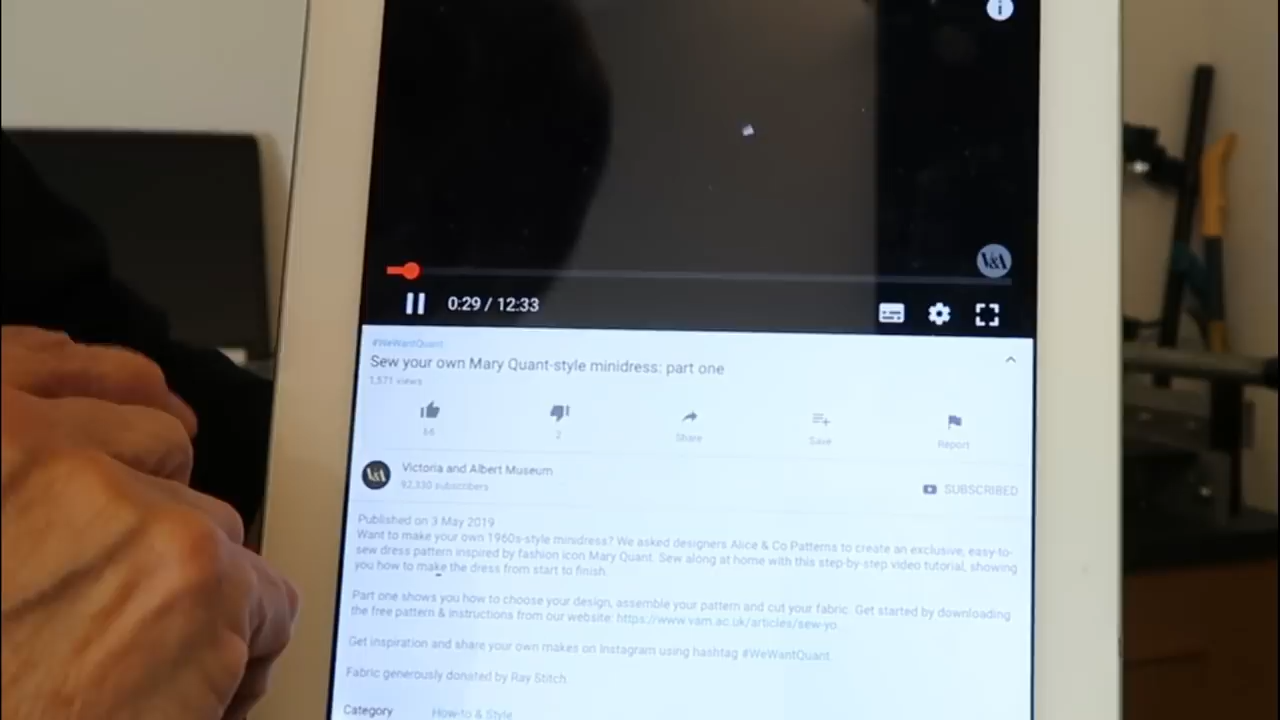 V&A
0:29 / 12:33
#WeWantQuant
Sew your own Mary Quant-style minidress: part one
1,571 views
2
Share
Save
Report
V&A
Victoria and Albert Museum
92,330 subscribers
SUBSCRIBED
Published on 3 May 2019
Want to make your own 1960s-style minidress? We asked designers Alice & Co Patterns to create an exclusive, easy-to-
sew dress pattern inspired by fashion icon Mary Quant. Sew along at home with this step-by-step video tutorial, showing
you how to make the dress from start to finish.
Part one shows you how to choose your design, assemble your pattern and cut your fabric. Get started by downloading
the free pattern & instructions from our website: https://www.vam.ac.uk/articles/sew-yo...
Get inspiration and share your own makes on Instagram using hashtag #WeWantQuant.
Fabric generously donated by Ray Stitch
Category
How-to & Style